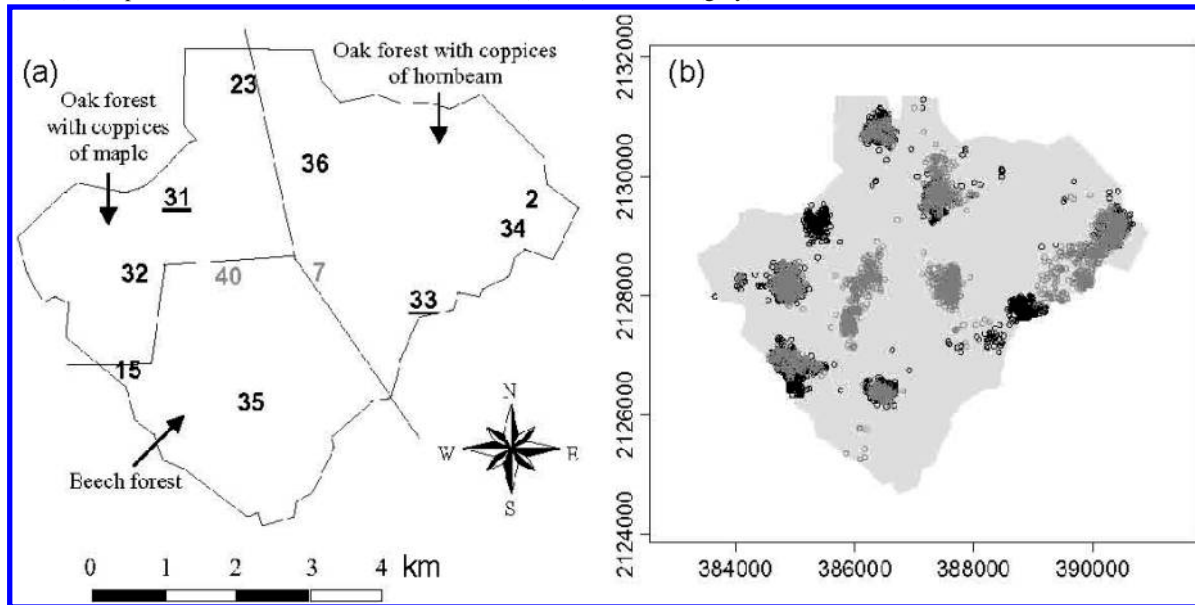 (a)
Oak forest
with coppices
of maple
23
Oak forest with coppices
of hornbeam
36
31
2
34
32
40
7
33
15
35
Beech forest
N
W
E
S
0 1 2 3 4 km
(b)
2132000
2130000
2128000
2126000
2124000
384000 386000 388000 390000